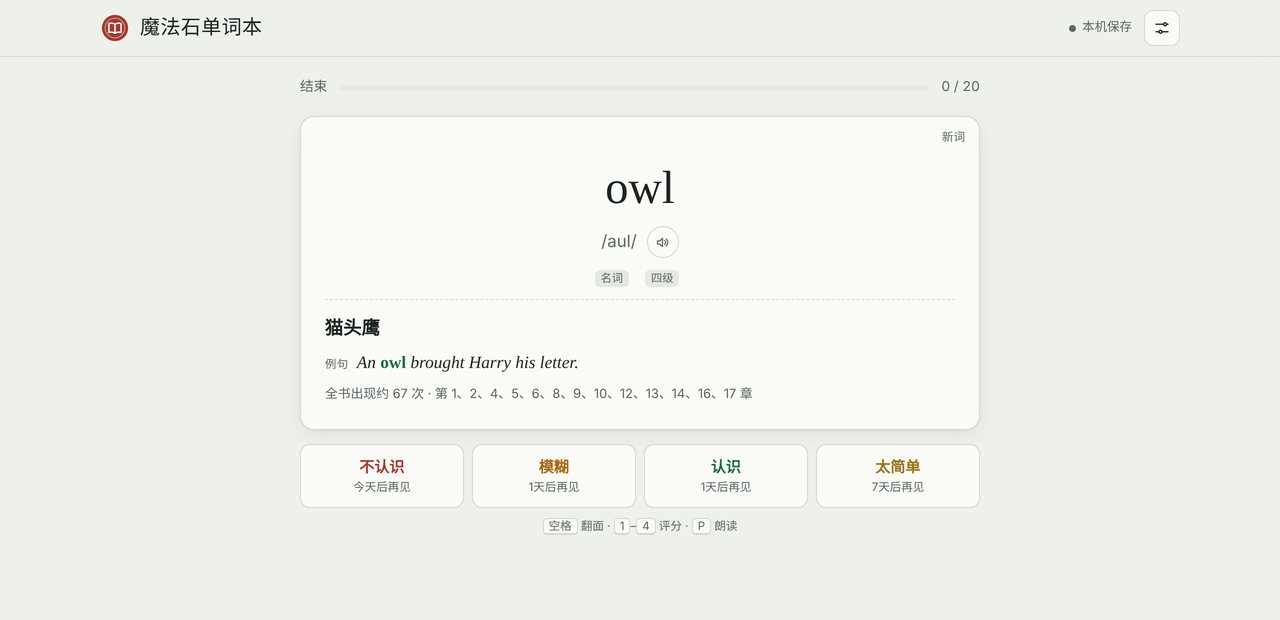 魔法石单词本
本机保存
结束
0 / 20
新词
owl
/aul/
名词 四级
猫头鹰
例句 An owl brought Harry his letter.
全书出现约 67 次 · 第 1、2、4、5、6、8、9、10、12、13、14、16、17 章
不认识 模糊 认识 太简单
今天后再见 1天后再见 1天后再见 7天后再见
空格 翻面 · 1–4 评分 · P 朗读